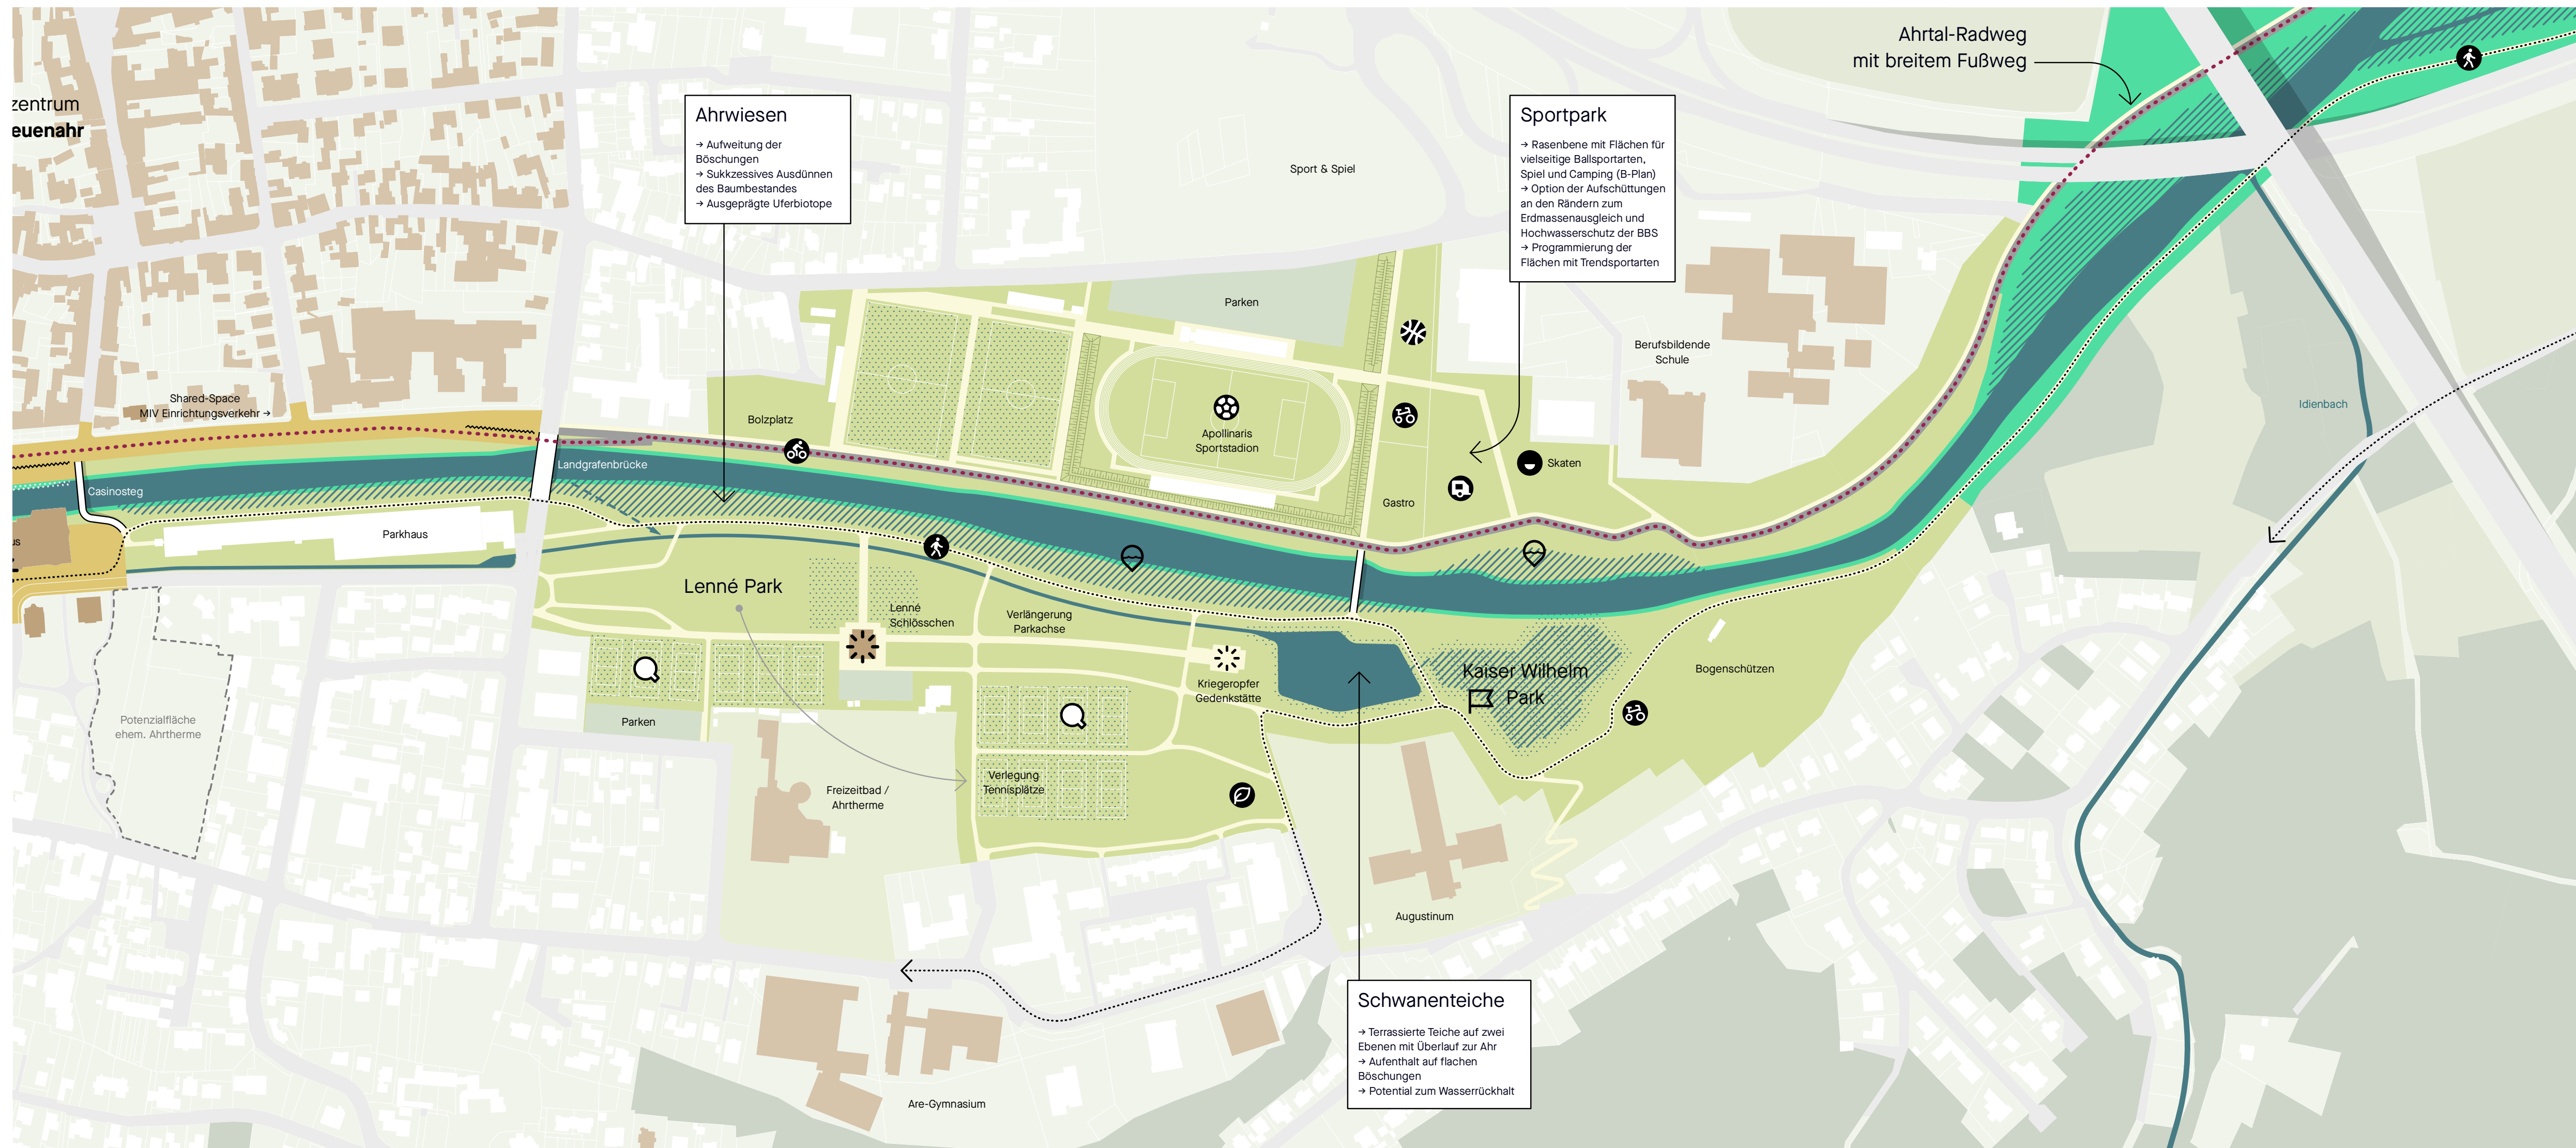 zentrum
euenahr
Ahrtal-Radweg
mit breitem Fußweg
Ahrwiesen
→ Aufweitung der
Böschungen
→ Sukkzessives Ausdünnen
des Baumbestandes
→ Ausgeprägte Uferbiotope
Sportpark
→ Rasenbene mit Flächen für
vielseitige Ballsportarten,
Spiel und Camping (B-Plan)
→ Option der Aufschüttungen
an den Rändern zum
Erdmassenausgleich und
Hochwasserschutz der BBS
→ Programmierung der
Flächen mit Trendsportarten
Sport & Spiel
Parken
Berufsbildende
Schule
Shared-Space
MIV Einrichtungsverkehr →
Idienbach
Bolzplatz
Apollinaris
Sportstadion
Landgrafenbrücke
Skaten
Casinosteg
Gastro
Parkhaus
us
Lenné Park
Lenné
Schlösschen
Verlängerung
Parkachse
Kaiser Wilhelm
Park
Bogenschützen
Kriegeropfer
Gedenkstätte
Potenzialfläche
ehem. Ahrtherme
Parken
Verlegung
Tennisplätze
Freizeitbad /
Ahrtherme
Augustinum
Schwanenteiche
→ Terrassierte Teiche auf zwei
Ebenen mit Überlauf zur Ahr
→ Aufenthalt auf flachen
Böschungen
→ Potential zum Wasserrückhalt
Are-Gymnasium